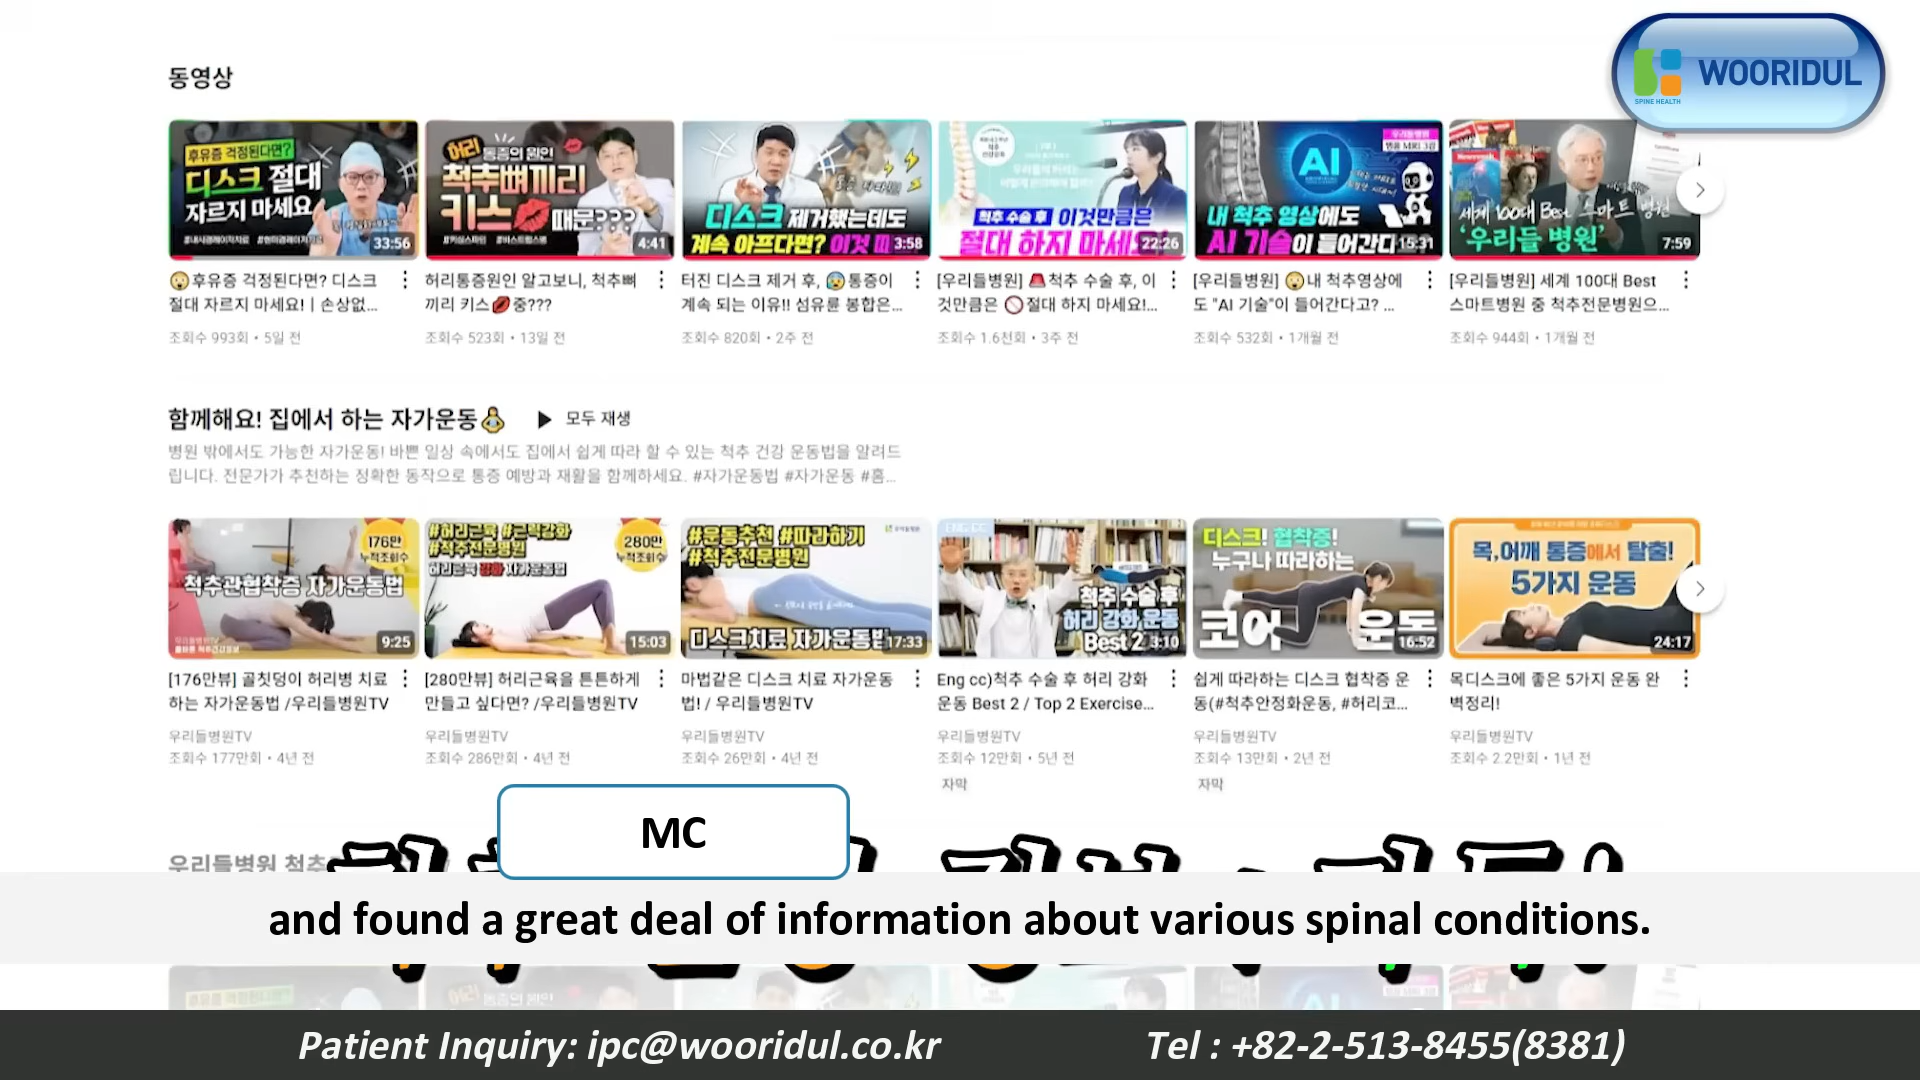 동영상
WOORIDUL
SPINE HEALTH
후유증 걱정된다면?
디스크 절대
자르지 마세요
33:56
허리 통증의 원인
척추뼈끼리
키스 때문???
4:41
디스크 제거했는데도
계속 아프다면? 이것
3:58
척추 수술 후 이것만큼은
절대 하지 마세
22:26
AI
내 척추 영상에도
AI 기술이 들어간다
15:31
세계 100대 Best 스마트 병원
'우리들 병원'
7:59
😮후유증 걱정된다면? 디스크
절대 자르지 마세요! | 손상없...
조회수 993회 • 5일 전
허리통증원인 알고보니, 척추뼈
끼리 키스💋중???
조회수 523회 • 13일 전
터진 디스크 제거 후, 😰통증이
계속 되는 이유!! 섬유륜 봉합은...
조회수 820회 • 2주 전
[우리들병원] 🚨척추 수술 후, 이
것만큼은 🚫절대 하지 마세요!...
조회수 1.6천회 • 3주 전
[우리들병원] 😮내 척추영상에
도 "AI 기술"이 들어간다고? ...
조회수 532회 • 1개월 전
[우리들병원] 세계 100대 Best
스마트병원 중 척추전문병원으...
조회수 944회 • 1개월 전
함께해요! 집에서 하는 자가운동🧘 ▶ 모두 재생
병원 밖에서도 가능한 자가운동! 바쁜 일상 속에서도 집에서 쉽게 따라 할 수 있는 척추 건강 운동법을 알려드
립니다. 전문가가 추천하는 정확한 동작으로 통증 예방과 재활을 함께하세요. #자가운동법 #자가운동 #홈...
176만
누적조회수
척추관협착증 자가운동법
9:25
#허리근육 #근력강화
#척추전문병원
허리근육 강화 자가운동법
280만
누적조회수
15:03
#운동추천 #따라하기
#척추전문병원
디스크치료 자가운동법
17:33
ENG CC
척추 수술 후
허리 강화 운동
Best 2
3:10
디스크! 협착증!
누구나 따라하는
코어 운동
16:52
목,어깨 통증에서 탈출!
5가지 운동
24:17
[176만뷰] 골칫덩이 허리병 치료
하는 자가운동법 /우리들병원TV
우리들병원TV
조회수 177만회 • 4년 전
[280만뷰] 허리근육을 튼튼하게
만들고 싶다면? /우리들병원TV
우리들병원TV
조회수 286만회 • 4년 전
마법같은 디스크 치료 자가운동
법! / 우리들병원TV
우리들병원TV
조회수 26만회 • 4년 전
Eng cc)척추 수술 후 허리 강화
운동 Best 2 / Top 2 Exercise...
우리들병원TV
조회수 12만회 • 5년 전
자막
쉽게 따라하는 디스크 협착증 운
동(#척추안정화운동, #허리코...
우리들병원TV
조회수 13만회 • 2년 전
자막
목디스크에 좋은 5가지 운동 완
벽정리!
우리들병원TV
조회수 2.2만회 • 1년 전
우리들병원 척추
MC
and found a great deal of information about various spinal conditions.
Patient Inquiry: ipc@wooridul.co.kr Tel : +82-2-513-8455(8381)